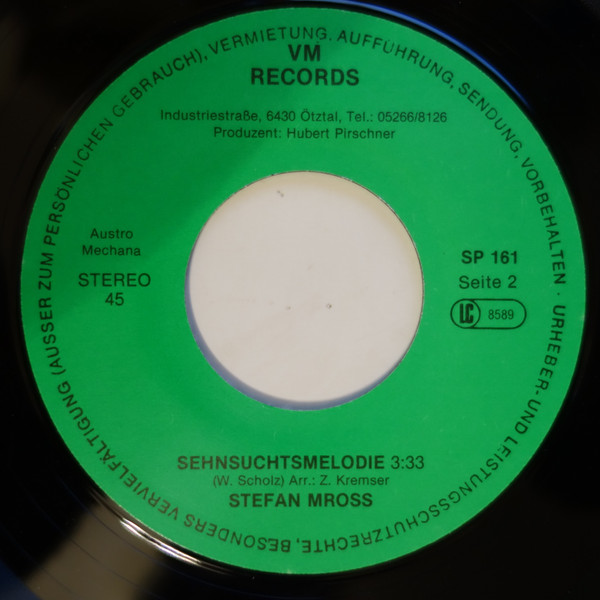 URHEBER- UND LEISTUNGSSCHUTZRECHTE, BESONDERS VERVIELFÄLTIGUNG (AUSSER ZUM PERSÖNLICHEN GEBRAUCH), VERMIETUNG, AUFFÜHRUNG, SENDUNG, VORBEHALTEN ·
VM
RECORDS
Industriestraße, 6430 Ötztal, Tel.: 05266/8126
Produzent: Hubert Pirschner
Austro
Mechana
STEREO
45
SP 161
Seite 2
LC 8589
SEHNSUCHTSMELODIE 3:33
(W. Scholz) Arr.: Z. Kremser
STEFAN MROSS